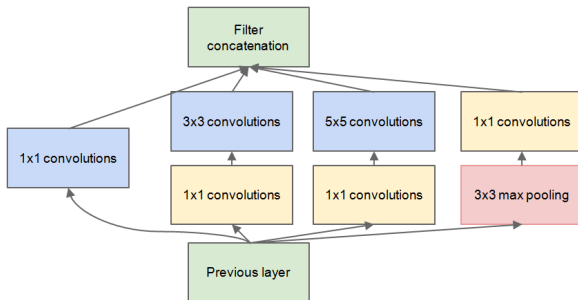 Filter
concatenation
3x3 convolutions
5x5 convolutions
1x1 convolutions
1x1 convolutions
1x1 convolutions
1x1 convolutions
3x3 max pooling
Previous layer